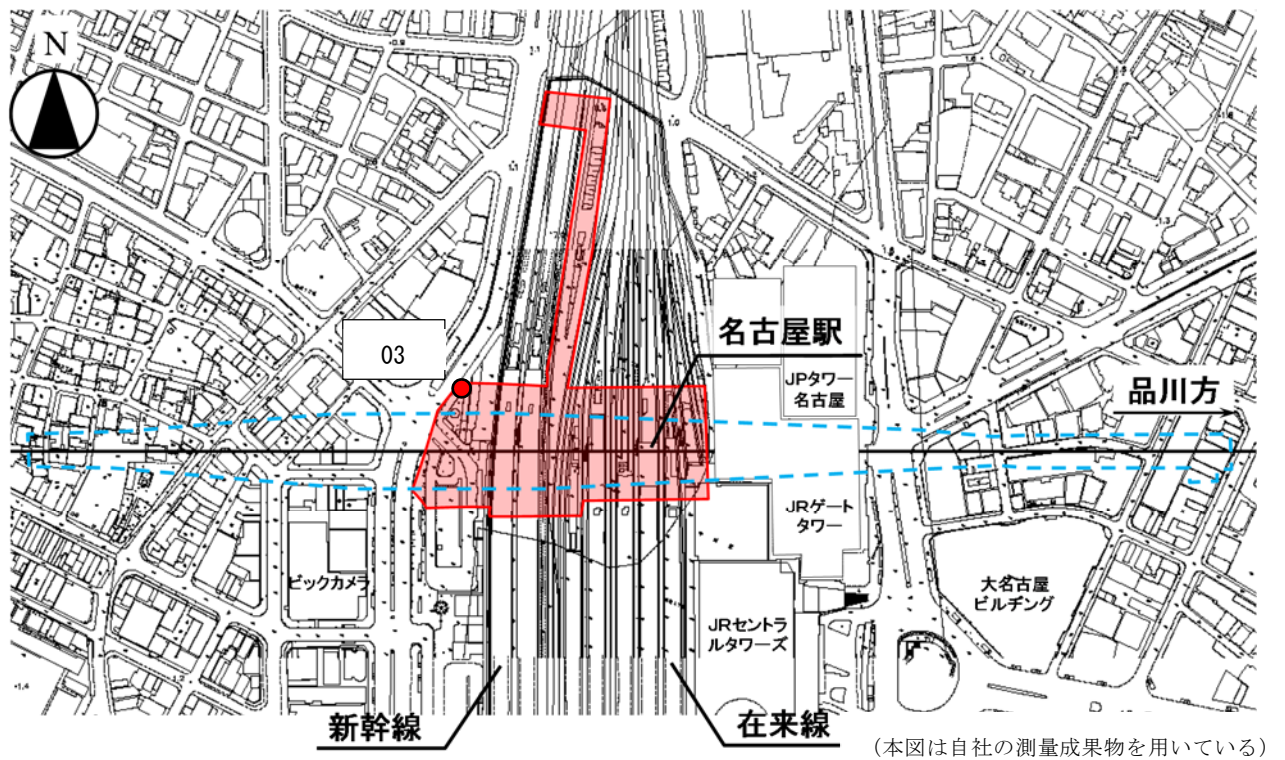 N
03
名古屋駅
JPタワー
名古屋
品川方
JRゲート
タワー
ビックカメラ
大名古屋
ビルヂング
JRセントラ
ルタワーズ
新幹線
在来線
(本図は自社の測量成果物を用いている)